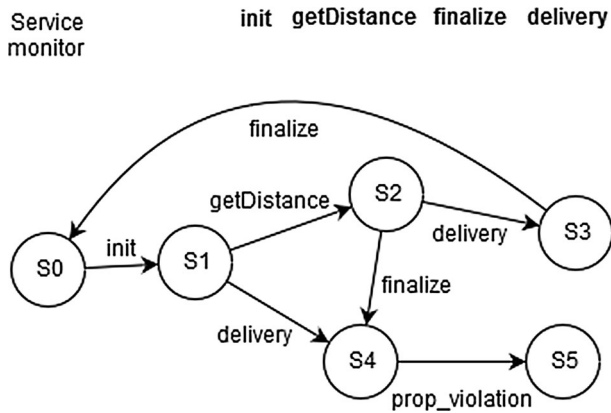 Service
monitor
init getDistance finalize delivery
finalize
getDistance
S2
delivery
S3
S0
init
S1
finalize
delivery
S4
S5
prop_violation